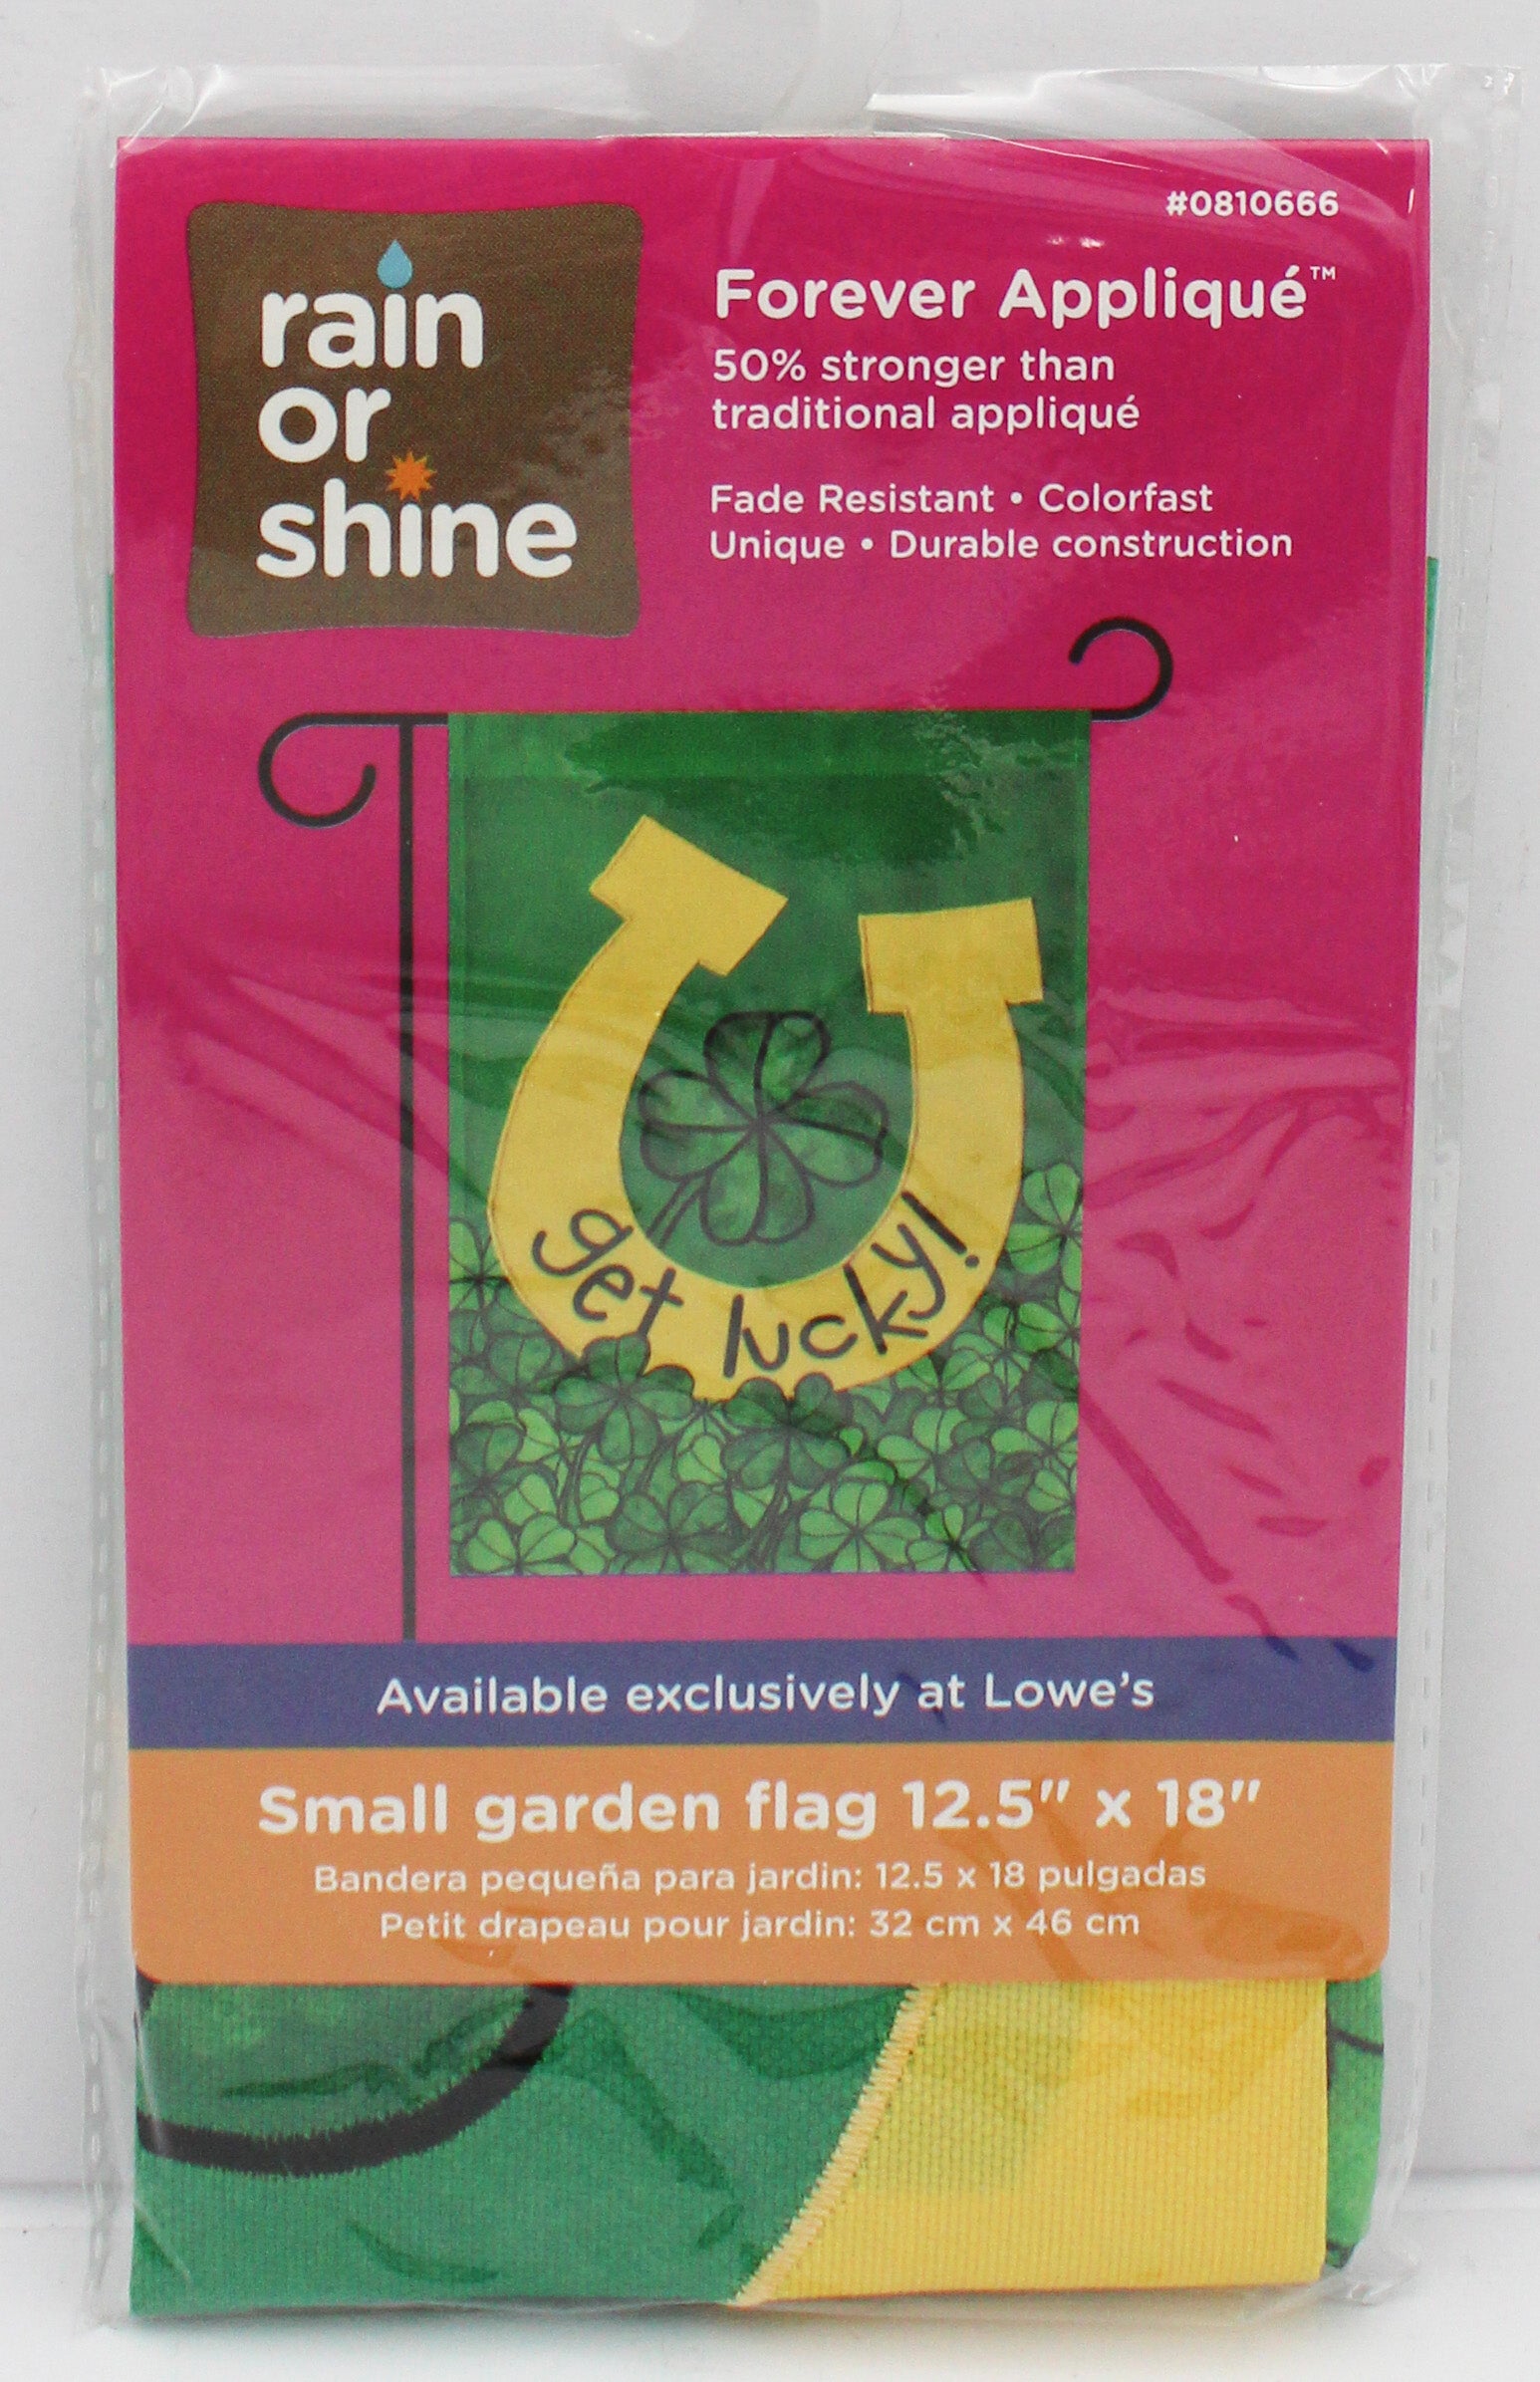 rain
or
shine
#0810666
Forever Appliqué™
50% stronger than
traditional appliqué
Fade Resistant • Colorfast
Unique • Durable construction
get lucky!
Available exclusively at Lowe's
Small garden flag 12.5" x 18"
Bandera pequeña para jardin: 12.5 x 18 pulgadas
Petit drapeau pour jardin: 32 cm x 46 cm